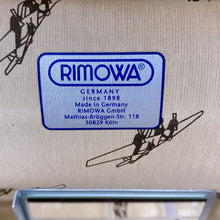 RIMOWA®
GERMANY
since 1898
Made in Germany
RIMOWA GmbH
Mathias-Brüggen-Str. 118
50829 Köln